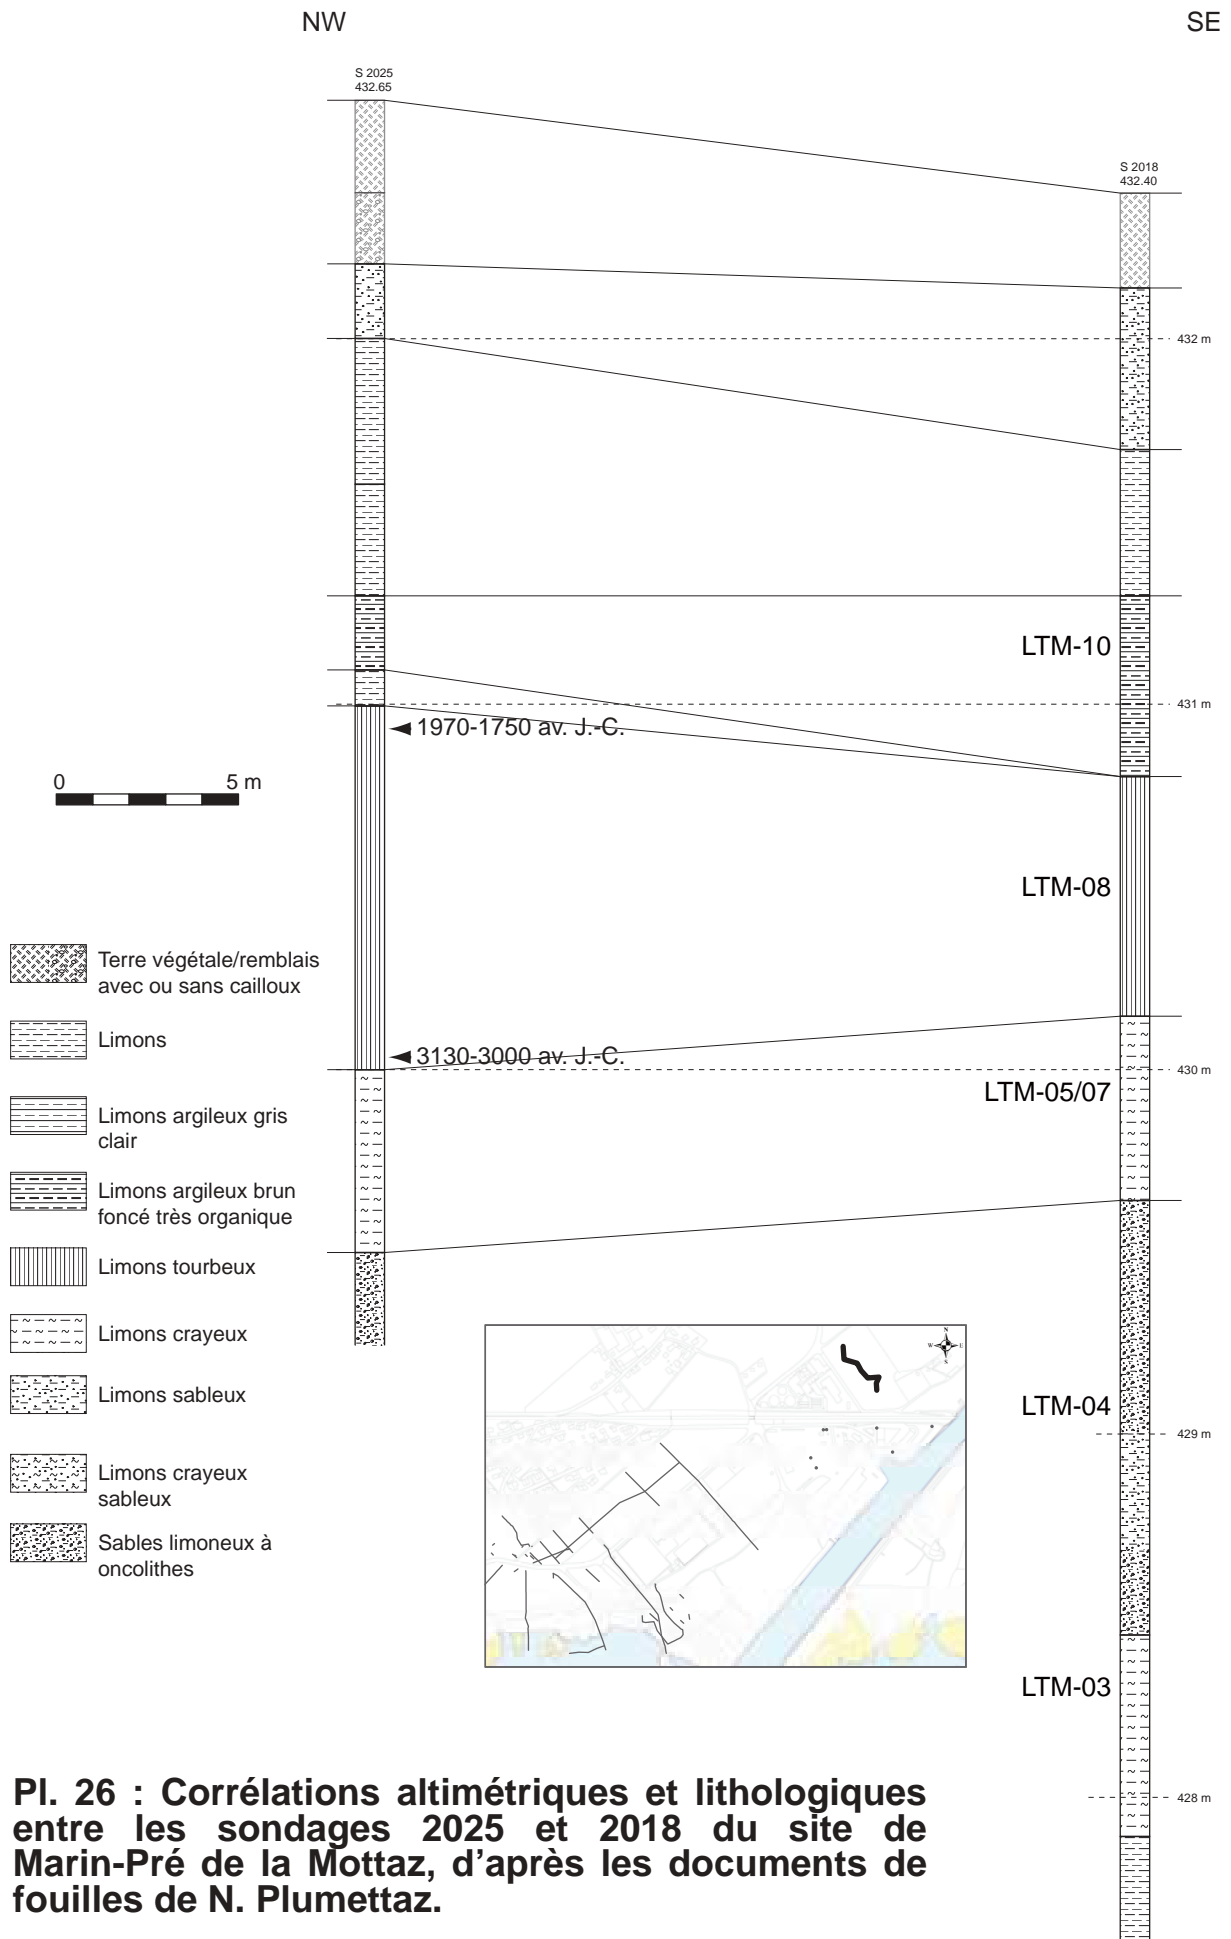 NW
SE
S 2025
432.65
S 2018
432.40
432 m
LTM-10
431 m
1970-1750 av. J.-C.
0 5 m
LTM-08
Terre végétale/remblais
avec ou sans cailloux
Limons
3130-3000 av. J.-C.
430 m
LTM-05/07
Limons argileux gris
clair
Limons argileux brun
foncé très organique
Limons tourbeux
Limons crayeux
Limons sableux
LTM-04
429 m
Limons crayeux
sableux
Sables limoneux à
oncolithes
N
W E
S
LTM-03
428 m
Pl. 26 : Corrélations altimétriques et lithologiques
entre les sondages 2025 et 2018 du site de
Marin-Pré de la Mottaz, d'après les documents de
fouilles de N. Plumettaz.